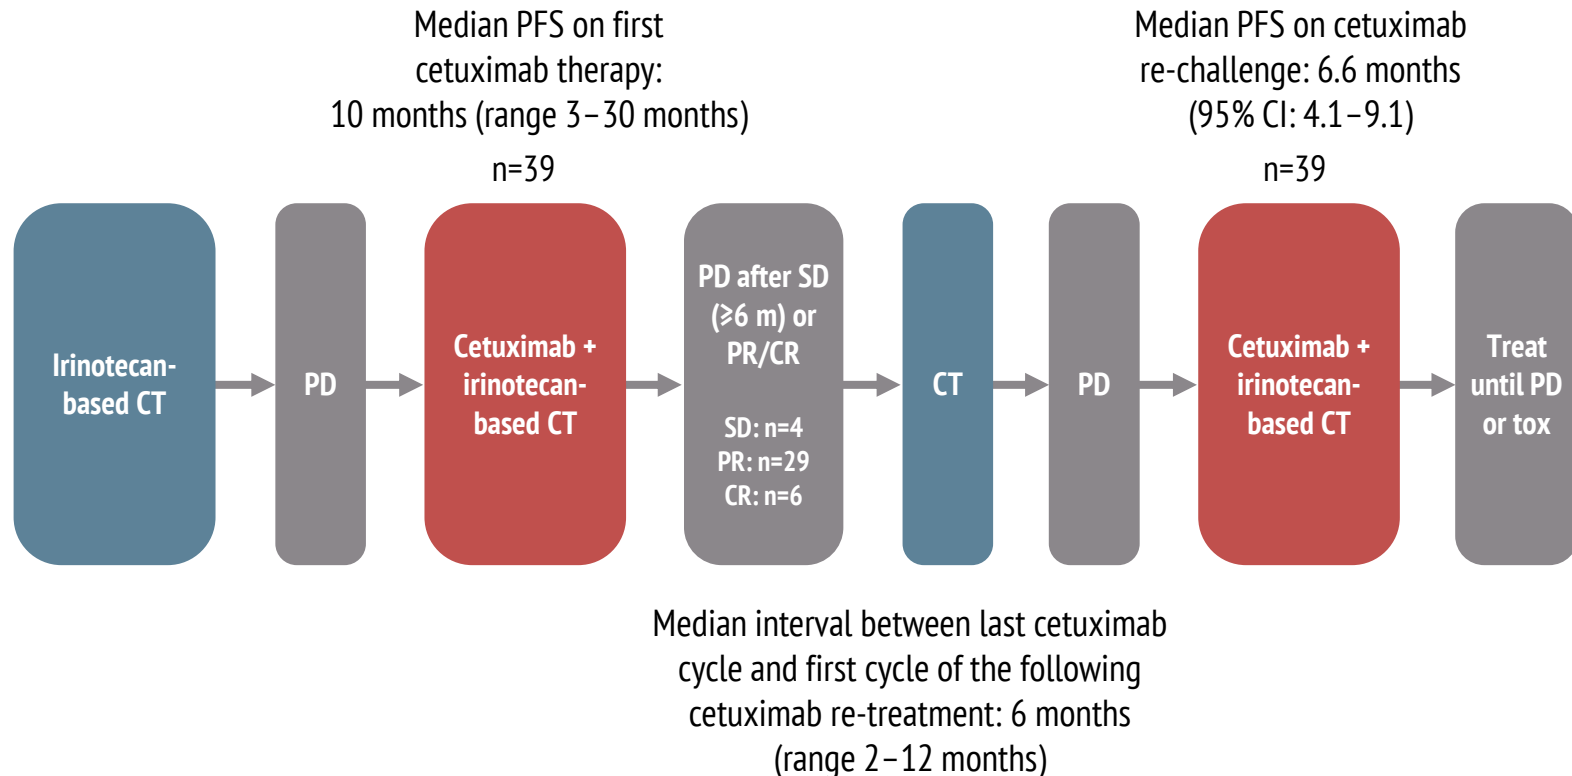 Median PFS on first
cetuximab therapy:
10 months (range 3–30 months)
n=39
Median PFS on cetuximab
re-challenge: 6.6 months
(95% CI: 4.1–9.1)
n=39
Irinotecan-
based CT
PD
Cetuximab +
irinotecan-
based CT
PD after SD
(⩾6 m) or
PR/CR
SD: n=4
PR: n=29
CR: n=6
CT
PD
Cetuximab +
irinotecan-
based CT
Treat
until PD
or tox
Median interval between last cetuximab
cycle and first cycle of the following
cetuximab re-treatment: 6 months
(range 2–12 months)